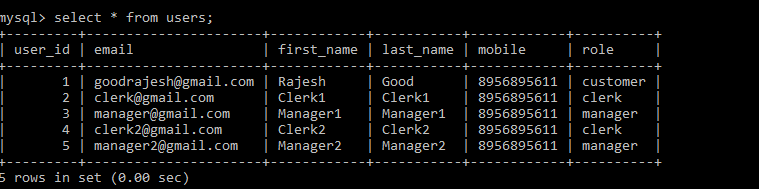 mysql> select * from users;
+---------+----------------------+------------+-----------+------------+----------+
| user_id | email                | first_name | last_name | mobile     | role     |
+---------+----------------------+------------+-----------+------------+----------+
|       1 | goodrajesh@gmail.com | Rajesh     | Good      | 8956895611 | customer |
|       2 | clerk@gmail.com      | Clerk1     | Clerk1    | 8956895611 | clerk    |
|       3 | manager@gmail.com    | Manager1   | Manager1  | 8956895611 | manager  |
|       4 | clerk2@gmail.com     | Clerk2     | Clerk2    | 8956895611 | clerk    |
|       5 | manager2@gmail.com   | Manager2   | Manager2  | 8956895611 | manager  |
+---------+----------------------+------------+-----------+------------+----------+
5 rows in set (0.00 sec)